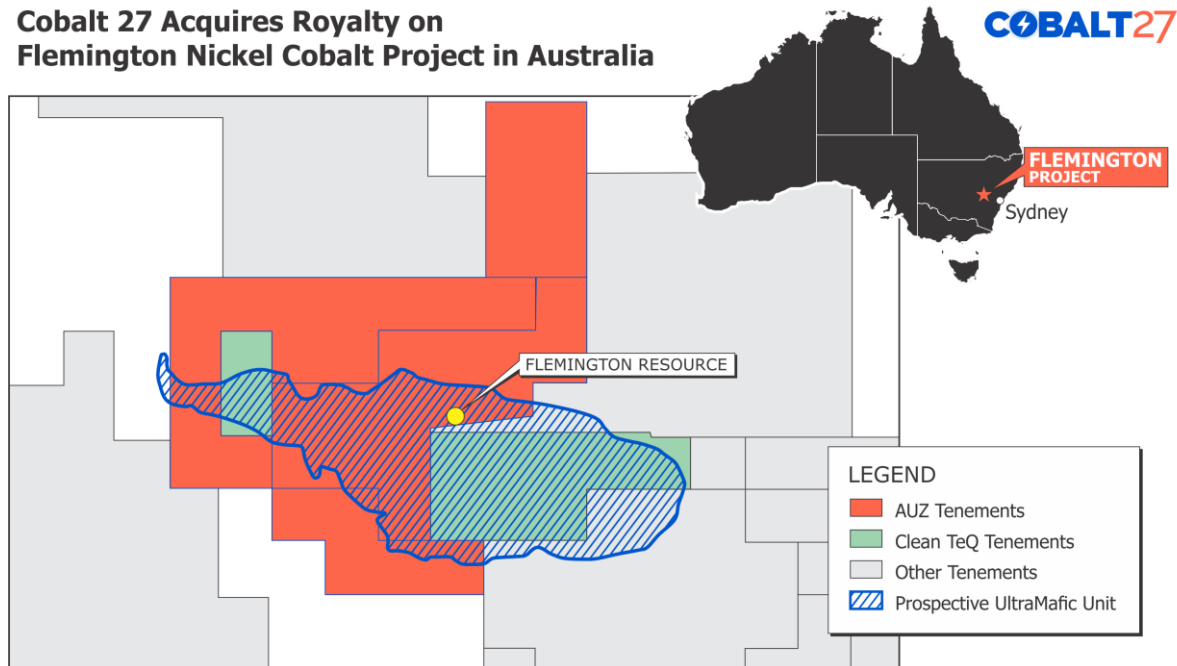 Cobalt 27 Acquires Royalty on
Flemington Nickel Cobalt Project in Australia
COBALT27
FLEMINGTON
PROJECT
Sydney
FLEMINGTON RESOURCE
LEGEND
AUZ Tenements
Clean TeQ Tenements
Other Tenements
Prospective UltraMafic Unit